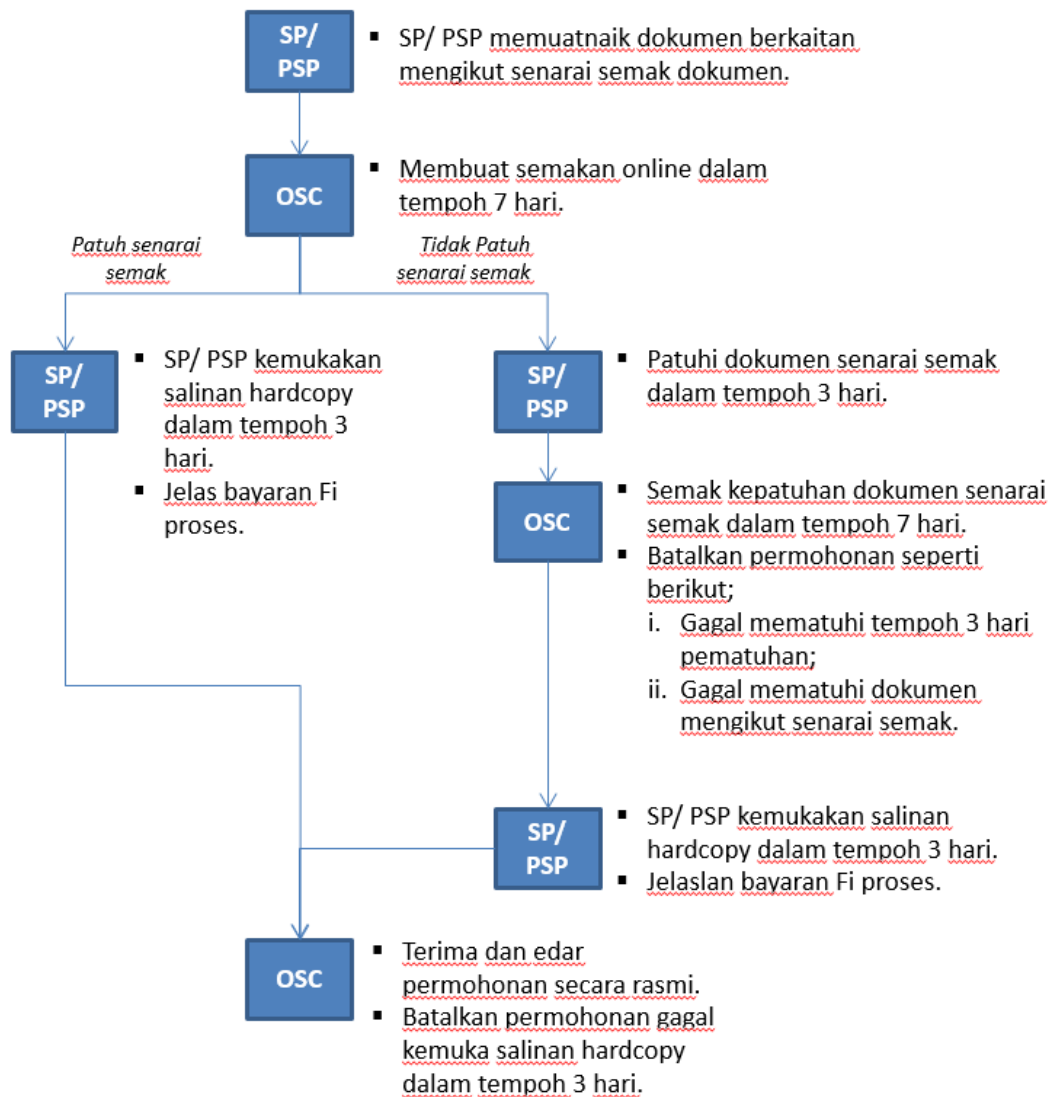 SP/
PSP
▪ SP/ PSP memuatnaik dokumen berkaitan
mengikut senarai semak dokumen.
OSC
▪ Membuat semakan online dalam
tempoh 7 hari.
Patuh senarai
semak
Tidak Patuh
senarai semak
SP/
PSP
▪ SP/ PSP kemukakan
salinan hardcopy
dalam tempoh 3
hari.
▪ Jelas bayaran Fi
proses.
SP/
PSP
▪ Patuhi dokumen senarai semak
dalam tempoh 3 hari.
OSC
▪ Semak kepatuhan dokumen senarai
semak dalam tempoh 7 hari.
▪ Batalkan permohonan seperti
berikut;
i. Gagal mematuhi tempoh 3 hari
pematuhan;
ii. Gagal mematuhi dokumen
mengikut senarai semak.
SP/
PSP
▪ SP/ PSP kemukakan salinan
hardcopy dalam tempoh 3 hari.
▪ Jelaslan bayaran Fi proses.
OSC
▪ Terima dan edar
permohonan secara rasmi.
▪ Batalkan permohonan gagal
kemuka salinan hardcopy
dalam tempoh 3 hari.